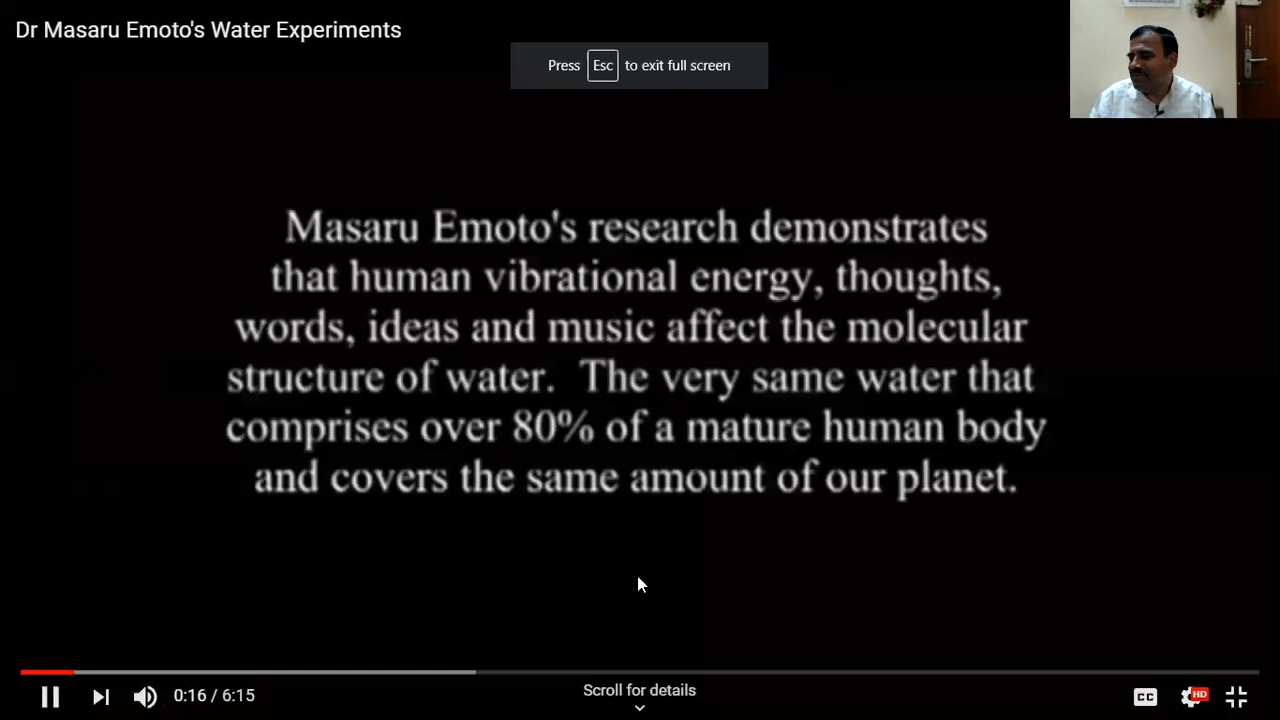 Dr Masaru Emoto's Water Experiments
Press Esc to exit full screen
Masaru Emoto's research demonstrates
that human vibrational energy, thoughts,
words, ideas and music affect the molecular
structure of water.  The very same water that
comprises over 80% of a mature human body
and covers the same amount of our planet.
0:16 / 6:15
Scroll for details
CC
HD